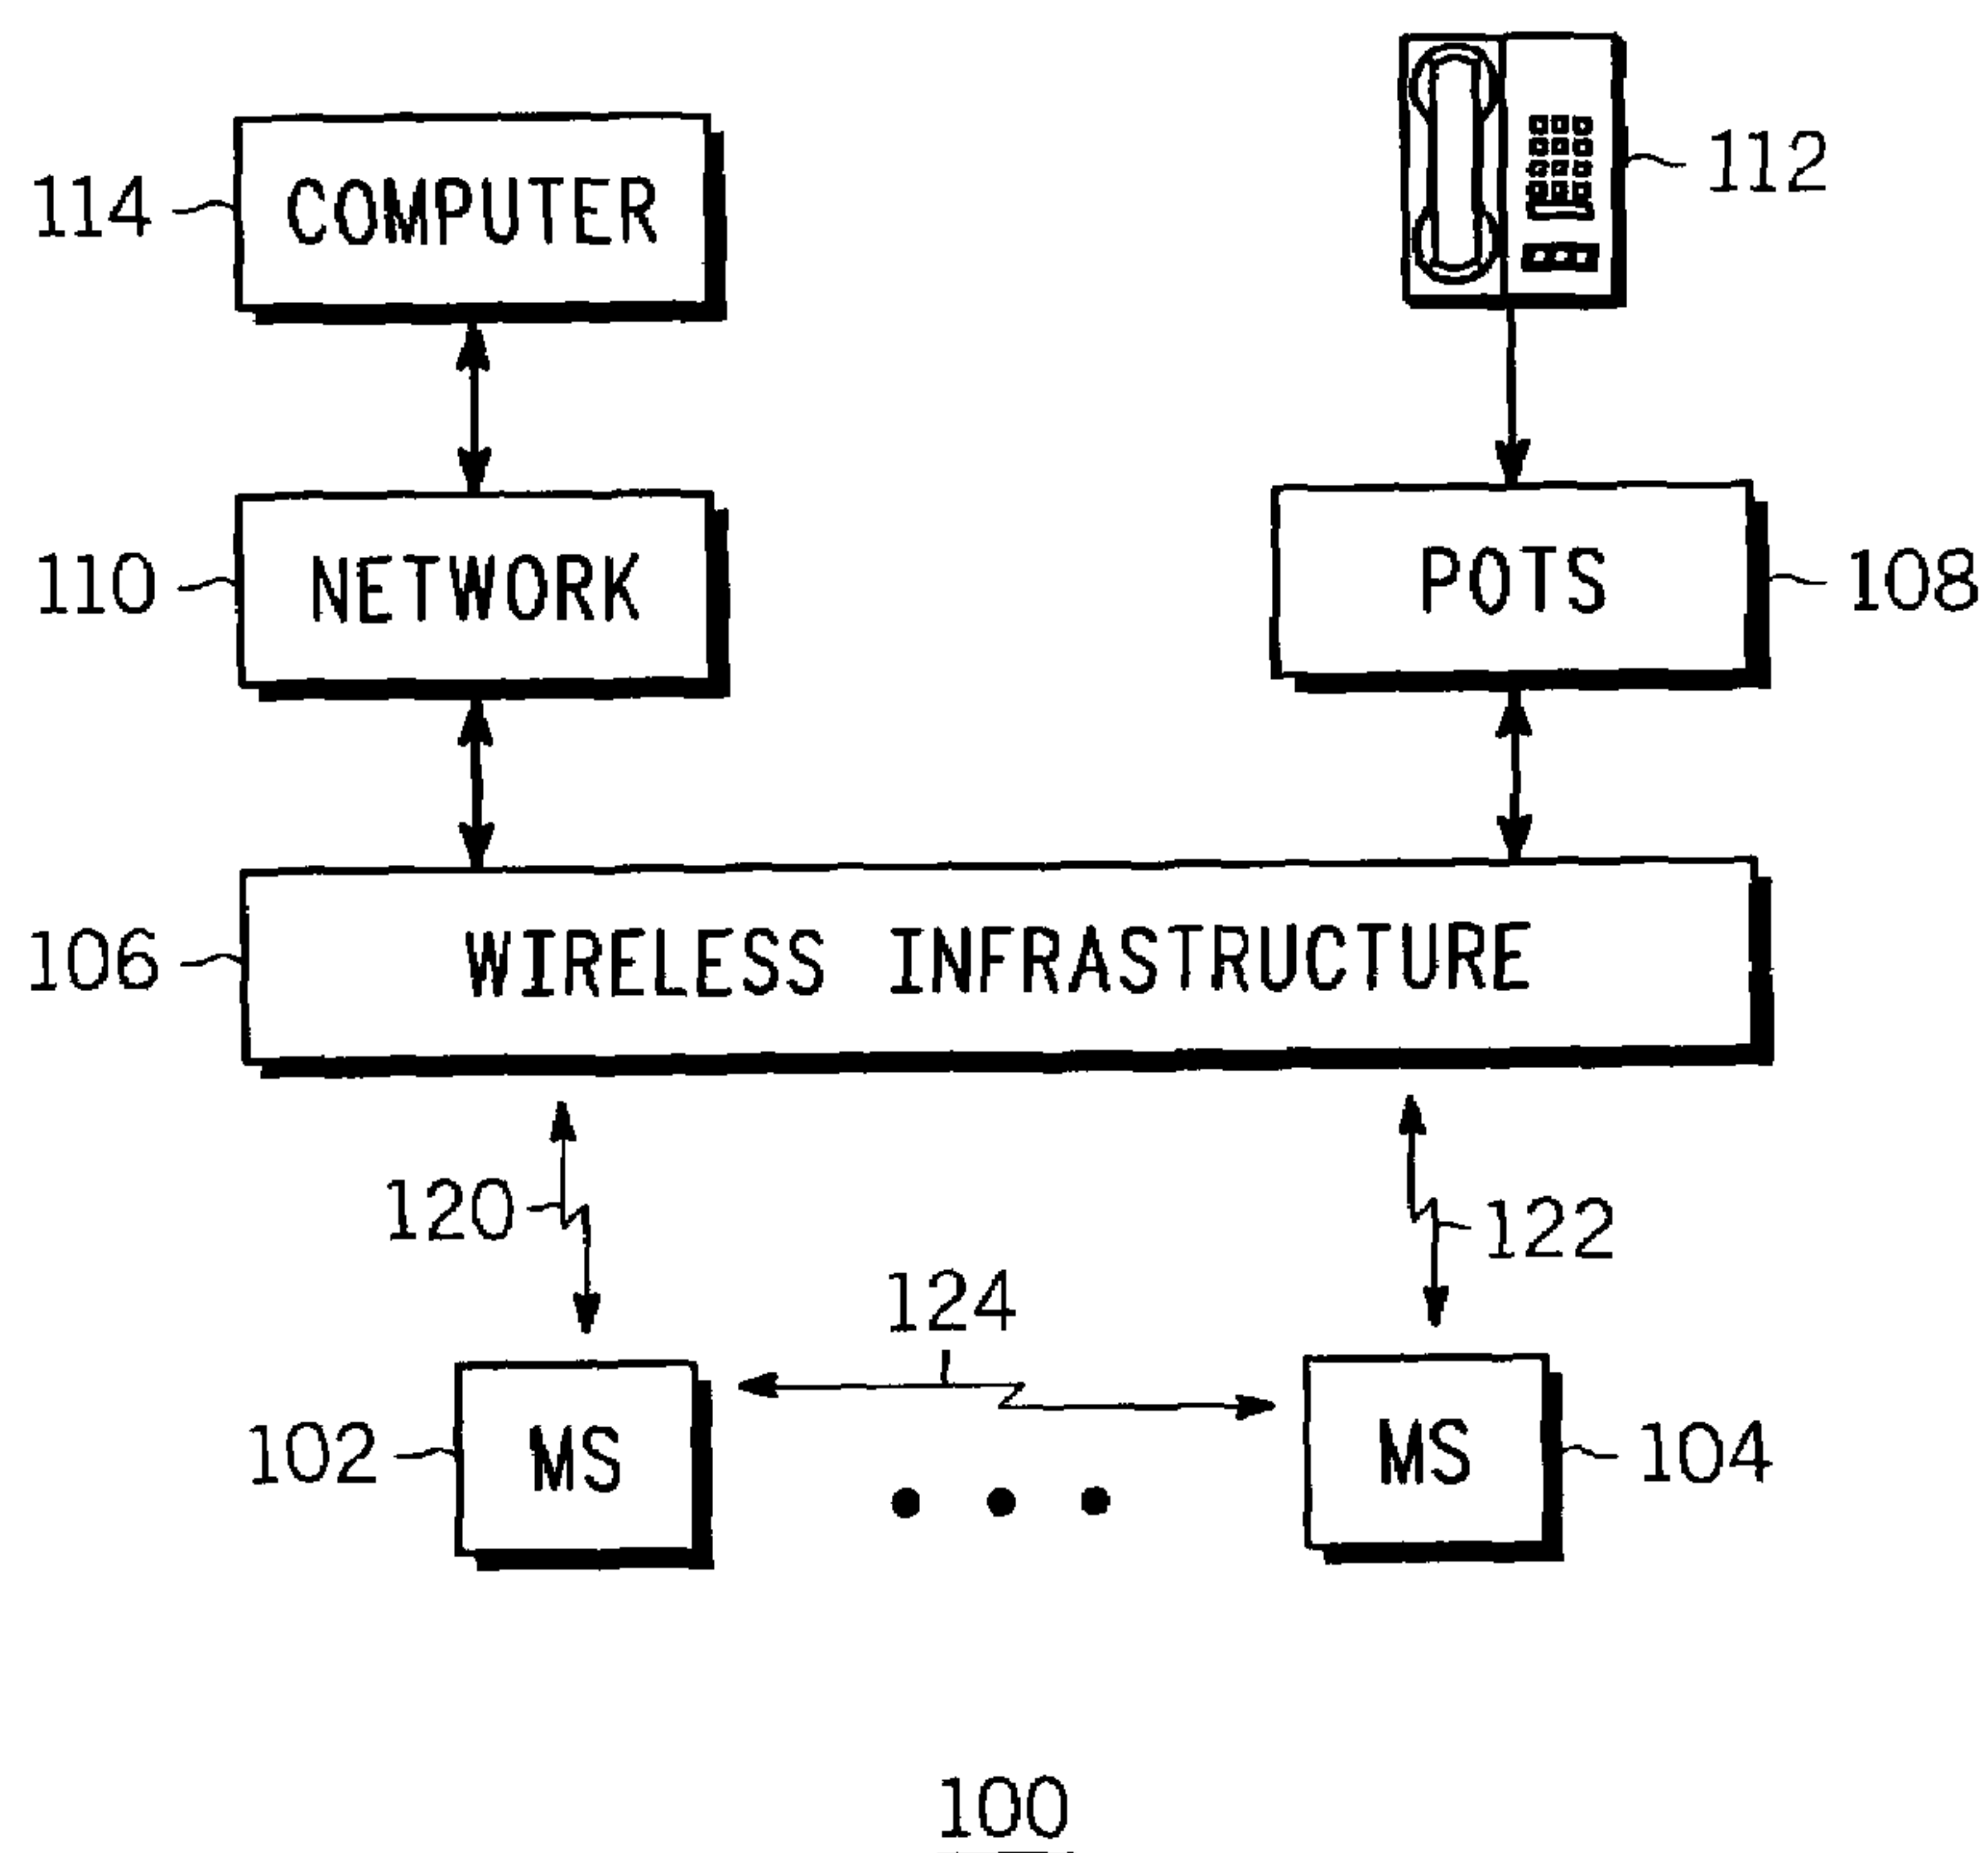 112
114 COMPUTER
110 NETWORK
POTS 108
106 WIRELESS INFRASTRUCTURE
120
122
124
102 MS
MS 104
100